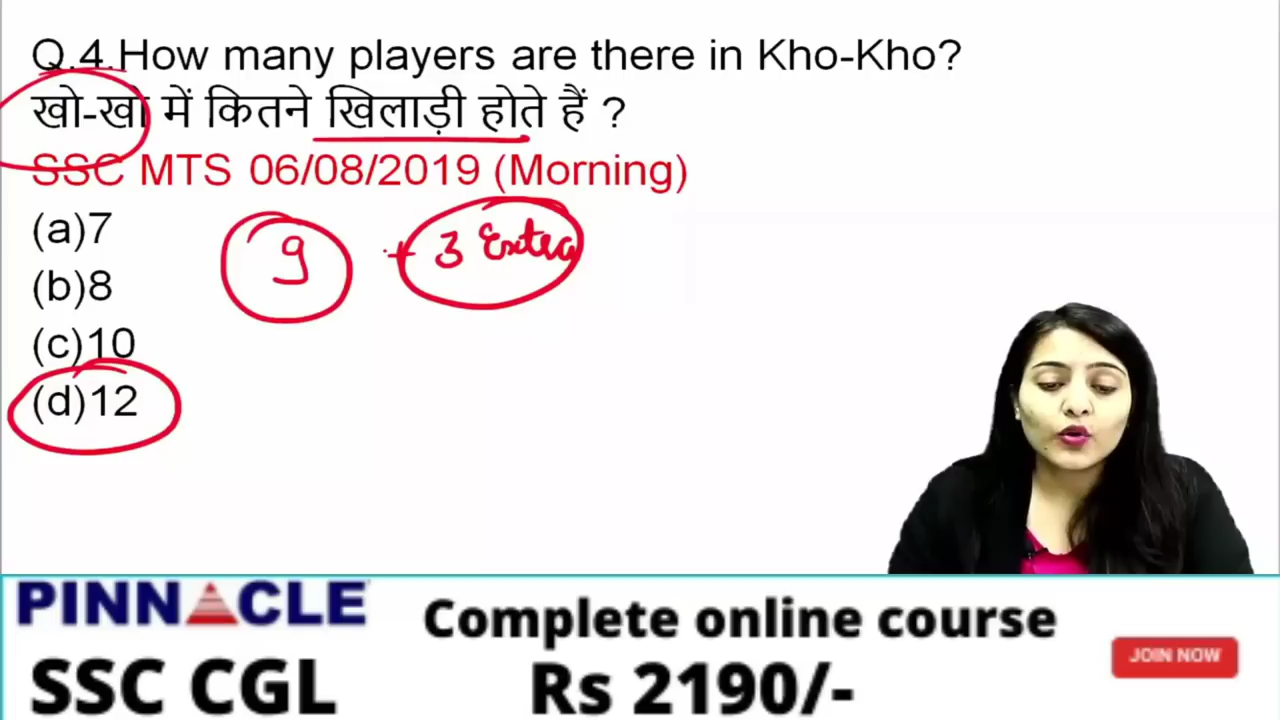 Q.4.How many players are there in Kho-Kho?
खो-खो में कितने खिलाड़ी होते हैं ?
SSC MTS 06/08/2019 (Morning)
(a)7
9 + 3 Extra
(b)8
(c)10
(d)12
PINNACLE
SSC CGL
Complete online course
Rs 2190/-
JOIN NOW